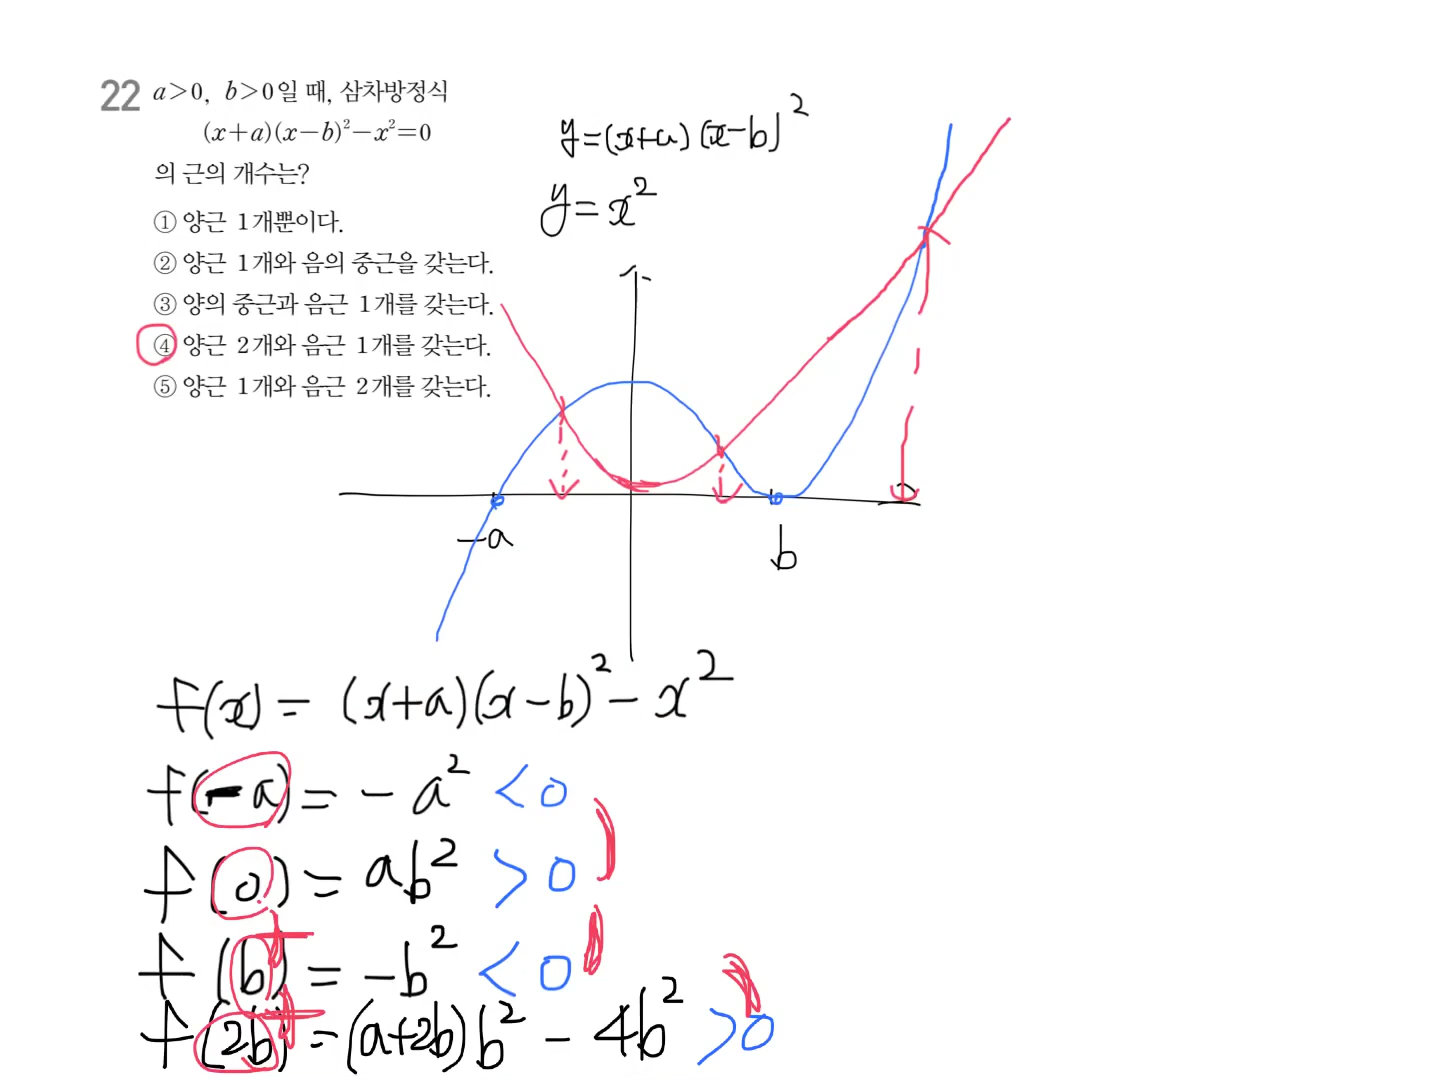 22 a>0, b>0일 때, 삼차방정식
(x+a)(x-b)²-x²=0
의 근의 개수는?
① 양근 1개뿐이다.
② 양근 1개와 음의 중근을 갖는다.
③ 양의 중근과 음근 1개를 갖는다.
④ 양근 2개와 음근 1개를 갖는다.
⑤ 양근 1개와 음근 2개를 갖는다.
y=(x+a)(x-b)²
y=x²
-a
b
f(x)=(x+a)(x-b)²-x²
f(-a)=-a²<0
f(0)=ab²>0
f(b)=-b²<0
f(2b)=(a+2b)b²-4b²>0